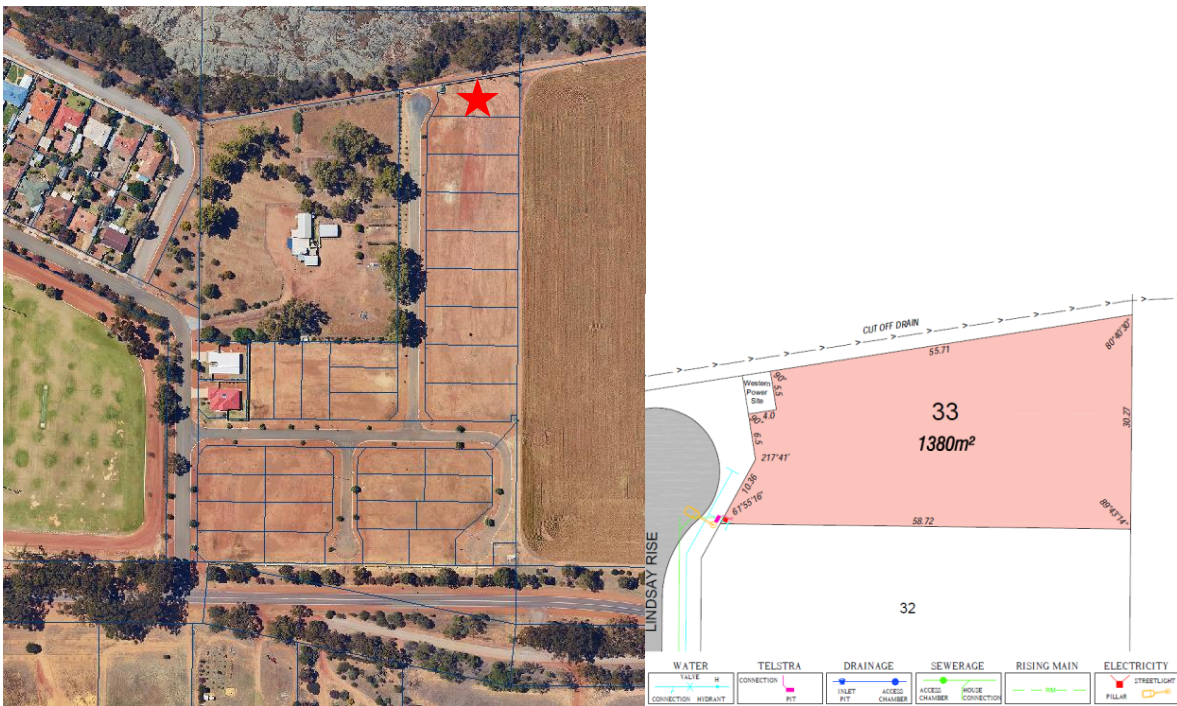 CUT OFF DRAIN
55.71
80°40'30"
Western
Power
Site
90°
5.5
4.0
90°
6.5
33
1380m²
30.27
217°41'
10.36
61°55'16"
58.72
89°43'14"
LINDSAY RISE
32
WATER
VALVE
H
CONNECTION
HYDRANT
TELSTRA
CONNECTION
PIT
DRAINAGE
INLET
PIT
ACCESS
CHAMBER
SEWERAGE
ACCESS
CHAMBER
HOUSE
CONNECTION
RISING MAIN
RM
ELECTRICITY
STREETLIGHT
PILLAR